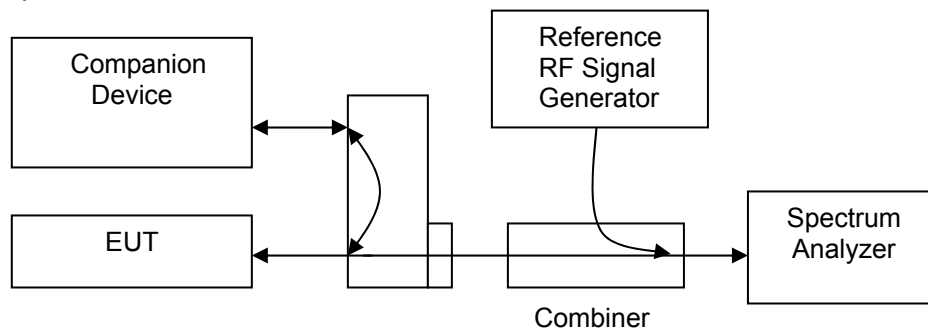 Companion
Device
Reference
RF Signal
Generator
EUT
Spectrum
Analyzer
Combiner